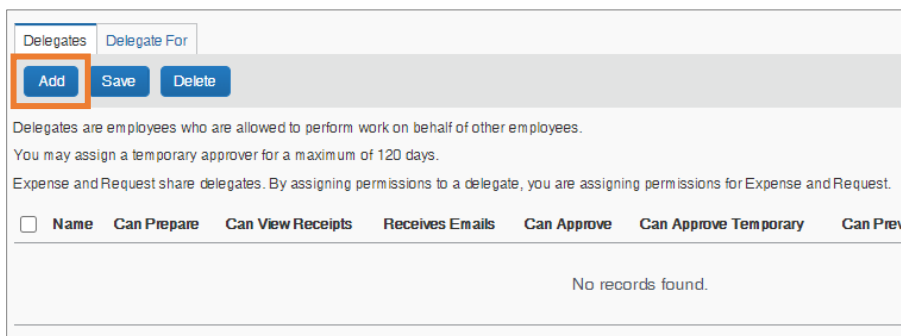 Delegates Delegate For
Add Save Delete
Delegates are employees who are allowed to perform work on behalf of other employees.
You may assign a temporary approver for a maximum of 120 days.
Expense and Request share delegates. By assigning permissions to a delegate, you are assigning permissions for Expense and Request.
Name Can Prepare Can View Receipts Receives Emails Can Approve Can Approve Temporary Can Prev
No records found.